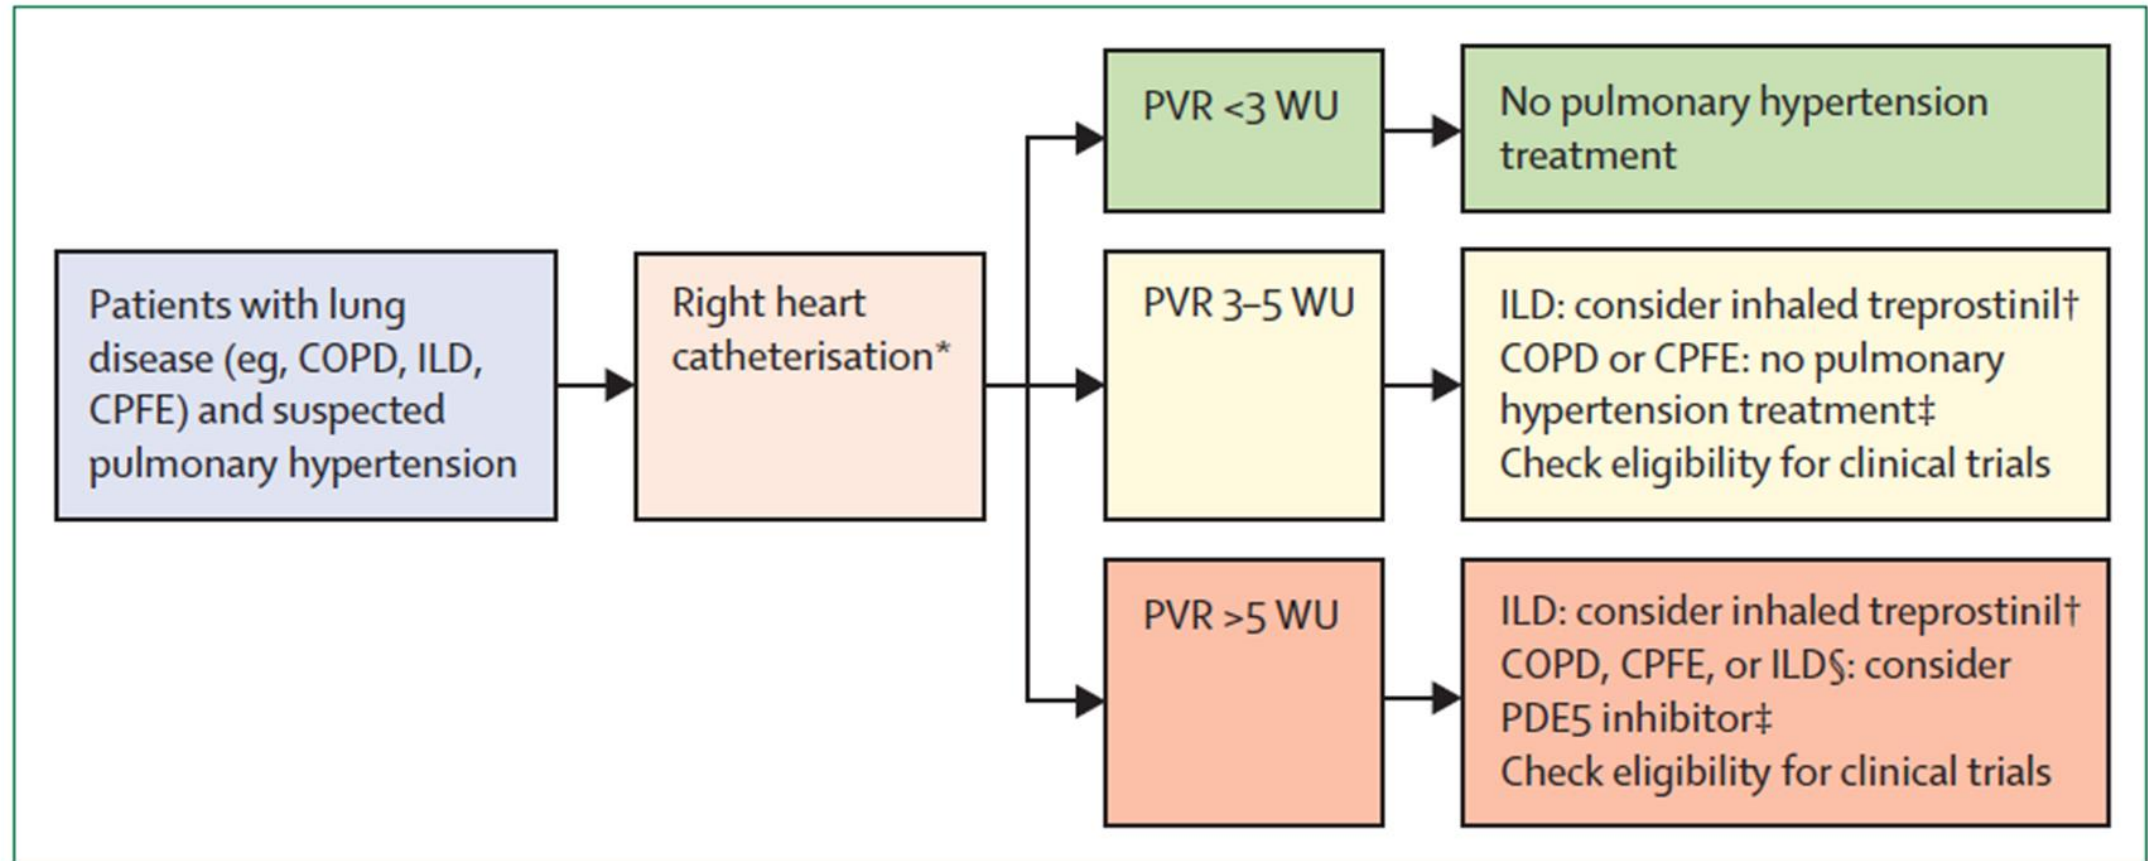 Patients with lung
disease (eg, COPD, ILD,
CPFE) and suspected
pulmonary hypertension
Right heart
catheterisation*
PVR <3 WU
No pulmonary hypertension
treatment
PVR 3–5 WU
ILD: consider inhaled treprostinil†
COPD or CPFE: no pulmonary
hypertension treatment‡
Check eligibility for clinical trials
PVR >5 WU
ILD: consider inhaled treprostinil†
COPD, CPFE, or ILD§: consider
PDE5 inhibitor‡
Check eligibility for clinical trials